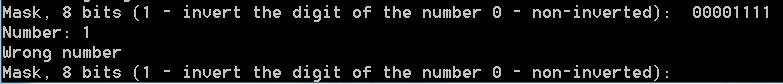 Mask, 8 bits (1 - invert the digit of the number 0 - non-inverted):  00001111
Number: 1
Wrong number
Mask, 8 bits (1 - invert the digit of the number 0 - non-inverted):